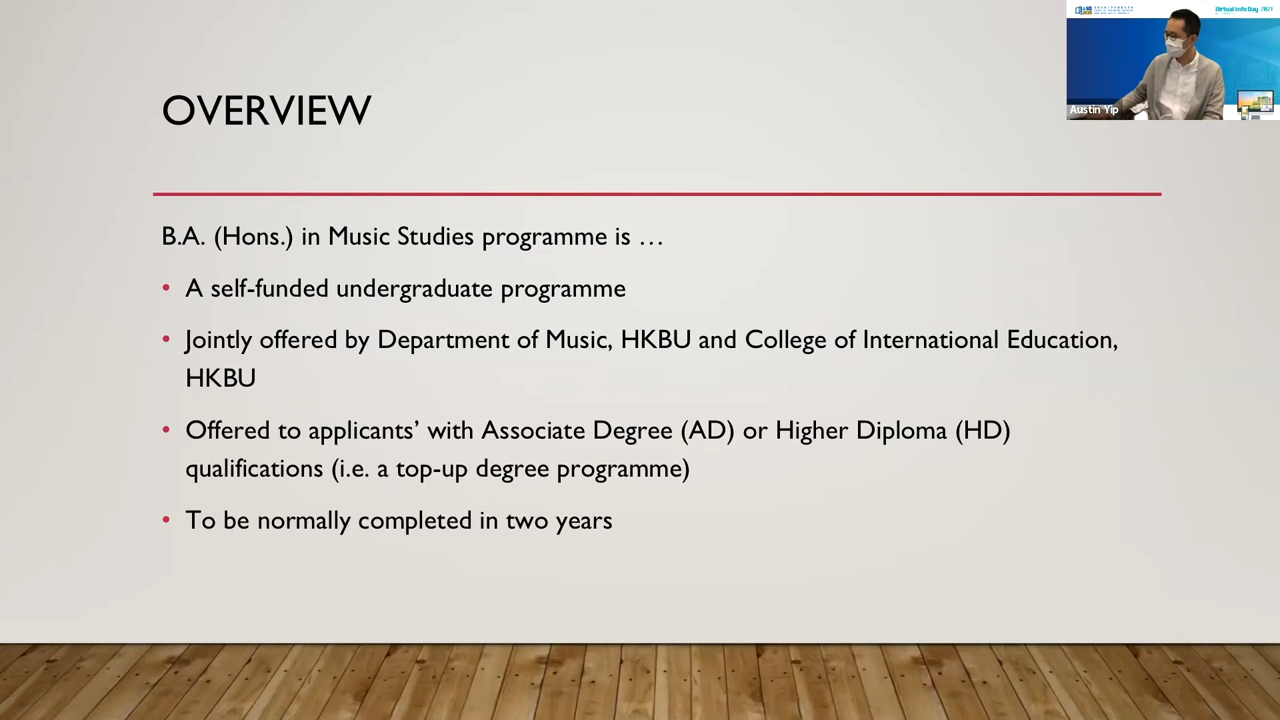 OVERVIEW
Virtual Info Day 2021
Austin Yip
B.A. (Hons.) in Music Studies programme is …
• A self-funded undergraduate programme
• Jointly offered by Department of Music, HKBU and College of International Education,
HKBU
• Offered to applicants’ with Associate Degree (AD) or Higher Diploma (HD)
qualifications (i.e. a top-up degree programme)
• To be normally completed in two years